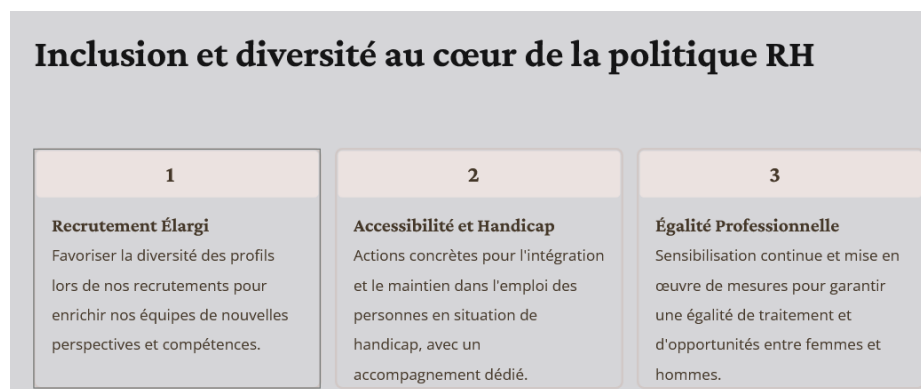 Inclusion et diversité au cœur de la politique RH
1
Recrutement Élargi
Favoriser la diversité des profils
lors de nos recrutements pour
enrichir nos équipes de nouvelles
perspectives et compétences.
2
Accessibilité et Handicap
Actions concrètes pour l'intégration
et le maintien dans l'emploi des
personnes en situation de
handicap, avec un
accompagnement dédié.
3
Égalité Professionnelle
Sensibilisation continue et mise en
œuvre de mesures pour garantir
une égalité de traitement et
d'opportunités entre femmes et
hommes.